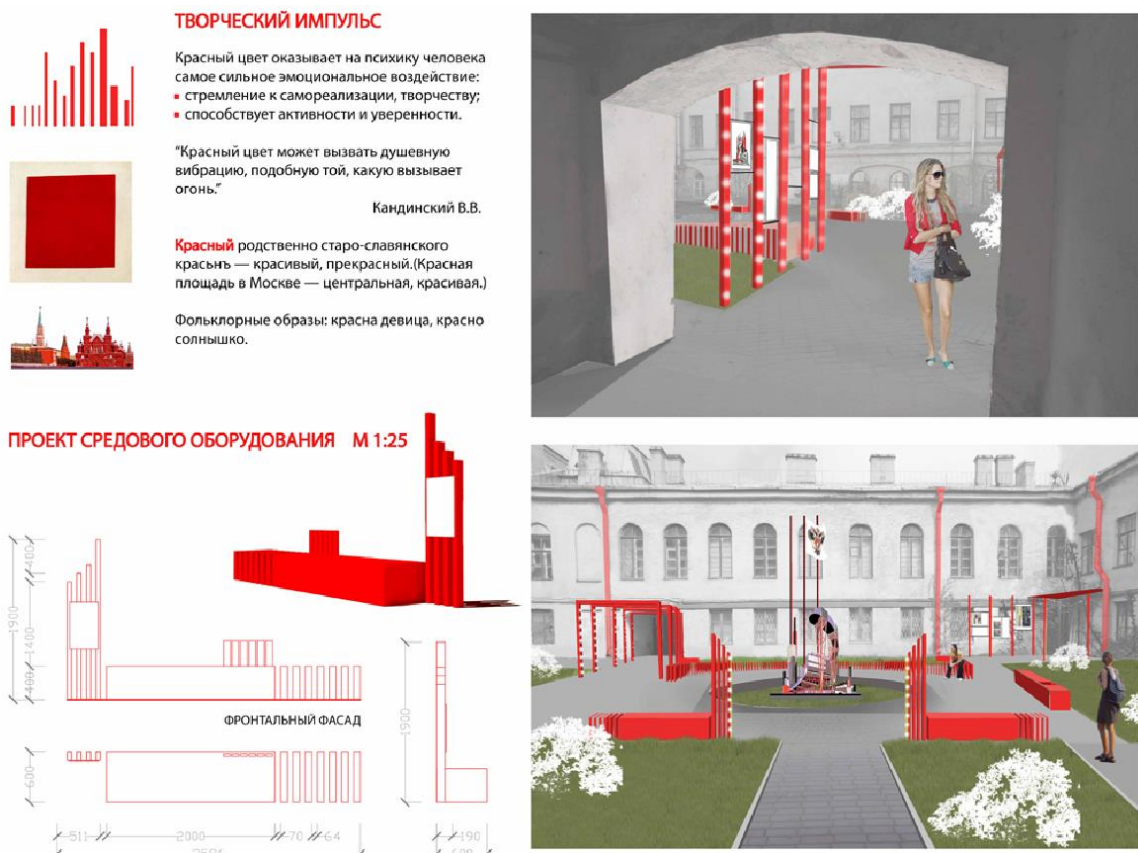 ТВОРЧЕСКИЙ ИМПУЛЬС
Красный цвет оказывает на психику человека
самое сильное эмоциональное воздействие:
стремление к самореализации, творчеству;
способствует активности и уверенности.
"Красный цвет может вызвать душевную
вибрацию, подобную той, какую вызывает
огонь."
Кандинский В.В.
Красный родственно старо-славянского
красьнъ — красивый, прекрасный.(Красная
площадь в Москве — центральная, красивая.)
Фольклорные образы: красна девица, красно
солнышко.
ПРОЕКТ СРЕДОВОГО ОБОРУДОВАНИЯ М 1:25
400
1900
1400
400
ФРОНТАЛЬНЫЙ ФАСАД
1900
600
511
2000
70
64
190